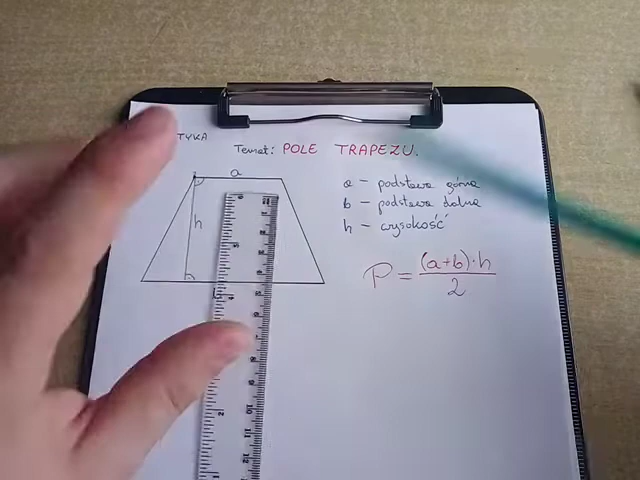 TYKA
Temat: POLE TRAPEZU.
a
h
a - podstawa górna
b - podstawa dolna
h - wysokość
P = (a+b)·h
2